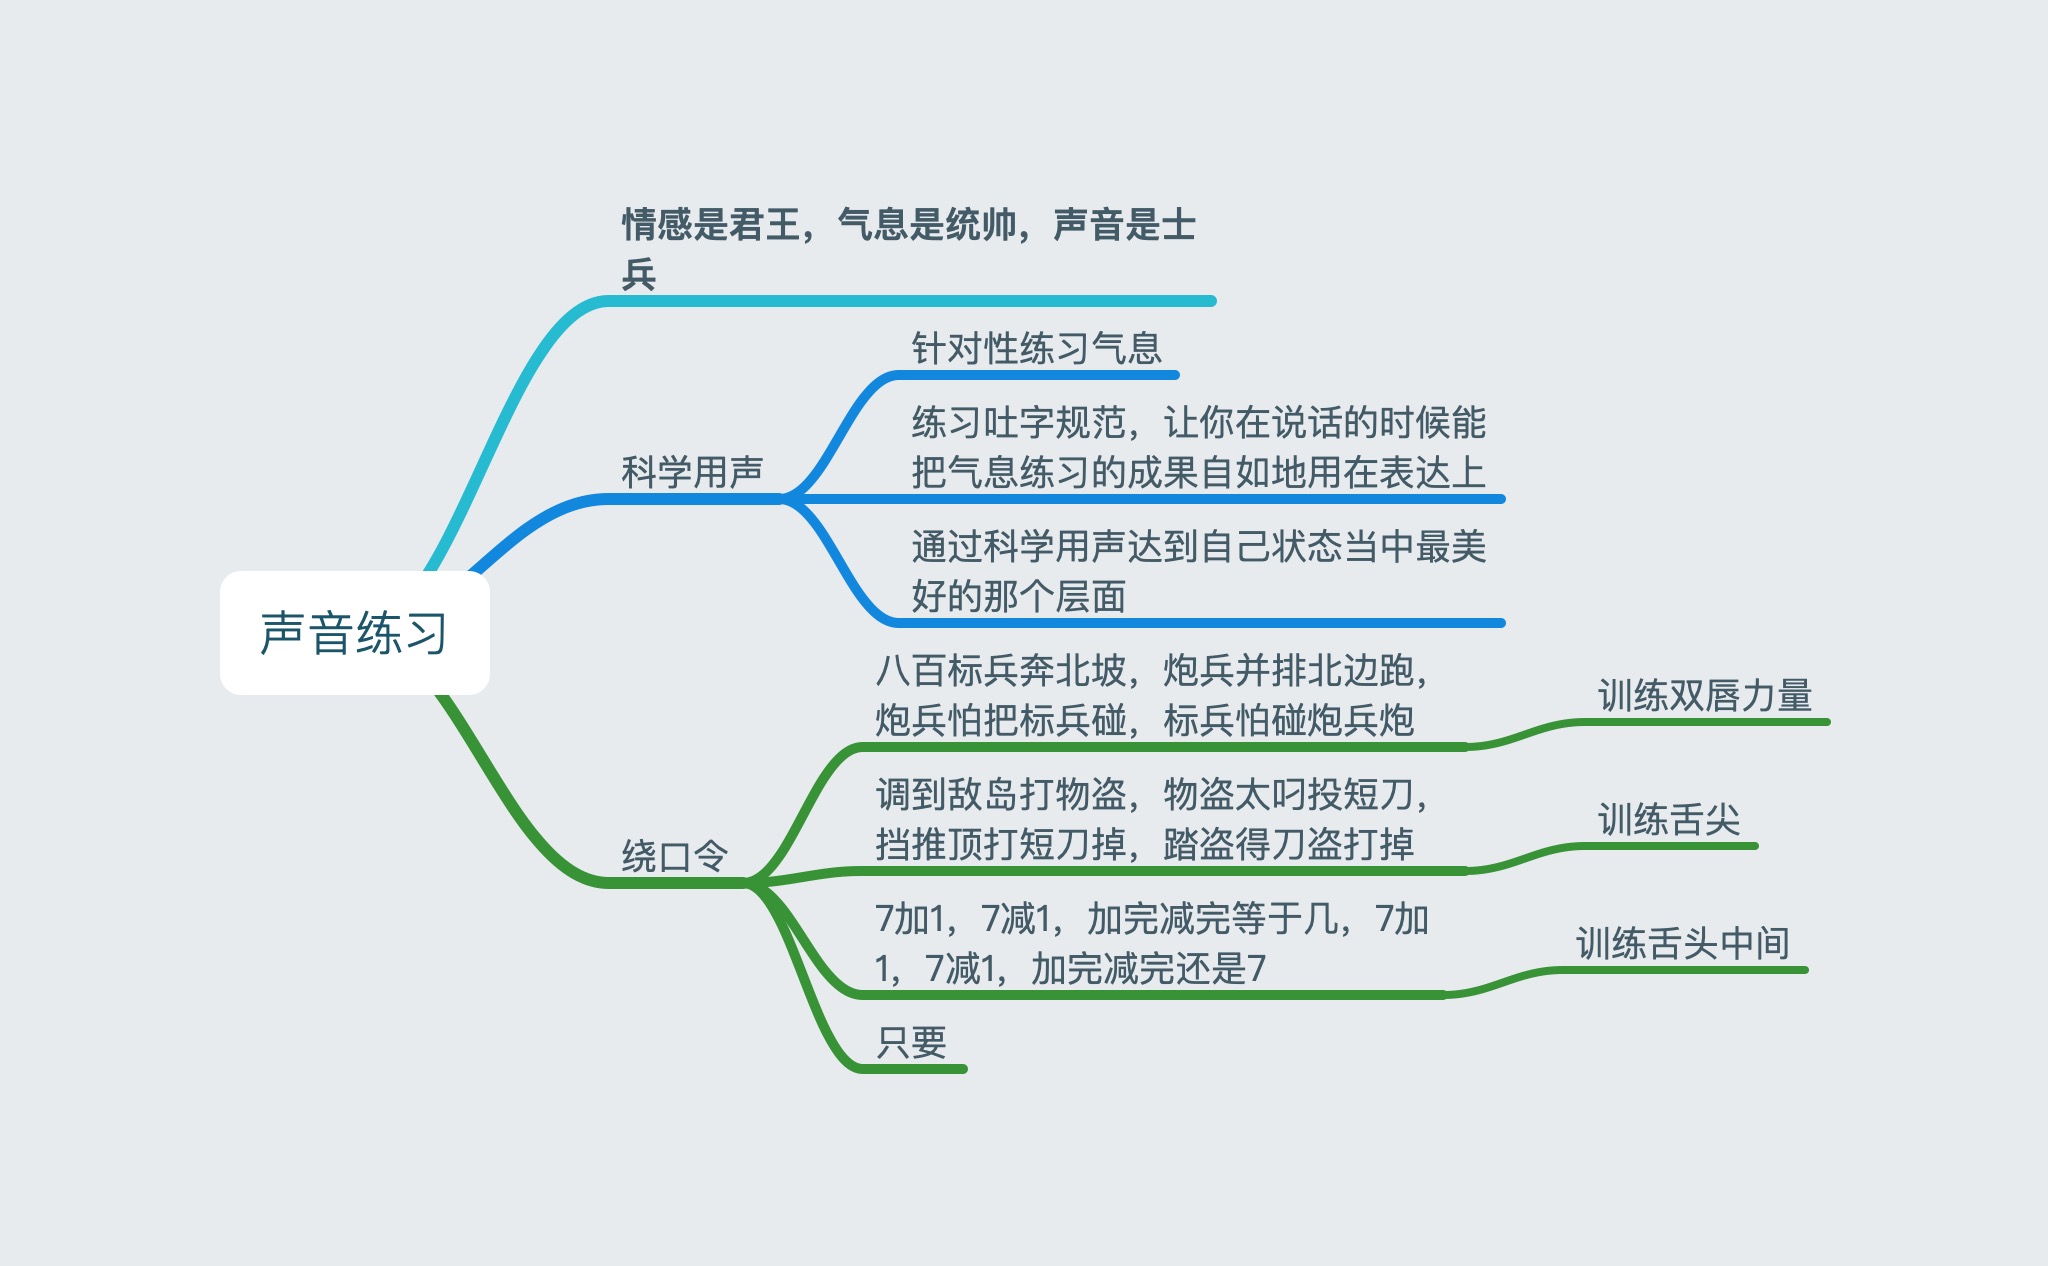 情感是君王，气息是统帅，声音是士
兵
针对性练习气息
练习吐字规范，让你在说话的时候能
把气息练习的成果自如地用在表达上
科学用声
通过科学用声达到自己状态当中最美
好的那个层面
声音练习
八百标兵奔北坡，炮兵并排北边跑，
炮兵怕把标兵碰，标兵怕碰炮兵炮
训练双唇力量
调到敌岛打物盗，物盗太叼投短刀，
挡推顶打短刀掉，踏盗得刀盗打掉
训练舌尖
绕口令
7加1，7减1，加完减完等于几，7加
1，7减1，加完减完还是7
训练舌头中间
只要